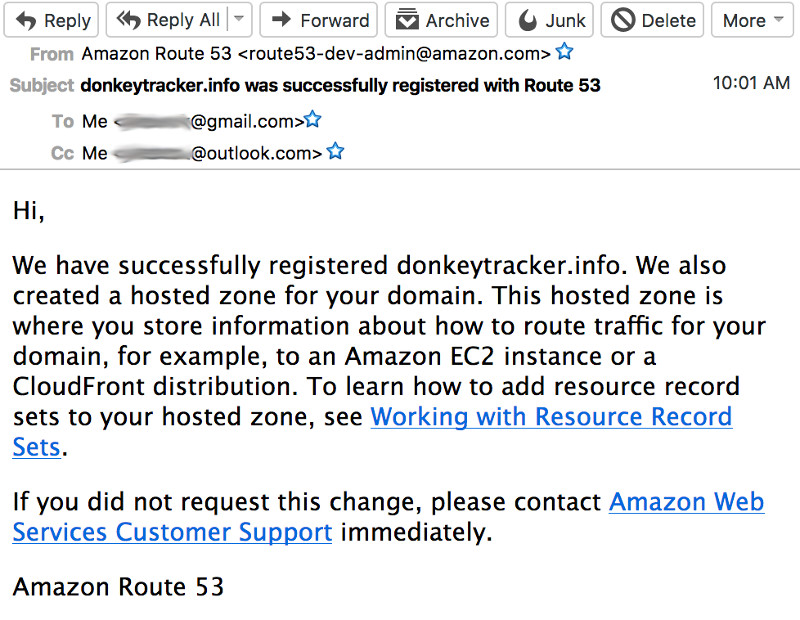 Reply Reply All Forward Archive Junk Delete More
From Amazon Route 53 <route53-dev-admin@amazon.com>
Subject donkeytracker.info was successfully registered with Route 53 10:01 AM
To Me < @gmail.com>
Cc Me < @outlook.com>
Hi,
We have successfully registered donkeytracker.info. We also
created a hosted zone for your domain. This hosted zone is
where you store information about how to route traffic for your
domain, for example, to an Amazon EC2 instance or a
CloudFront distribution. To learn how to add resource record
sets to your hosted zone, see Working with Resource Record
Sets.
If you did not request this change, please contact Amazon Web
Services Customer Support immediately.
Amazon Route 53